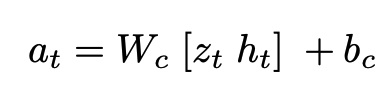 a_t = W_c [z_t h_t] + b_c